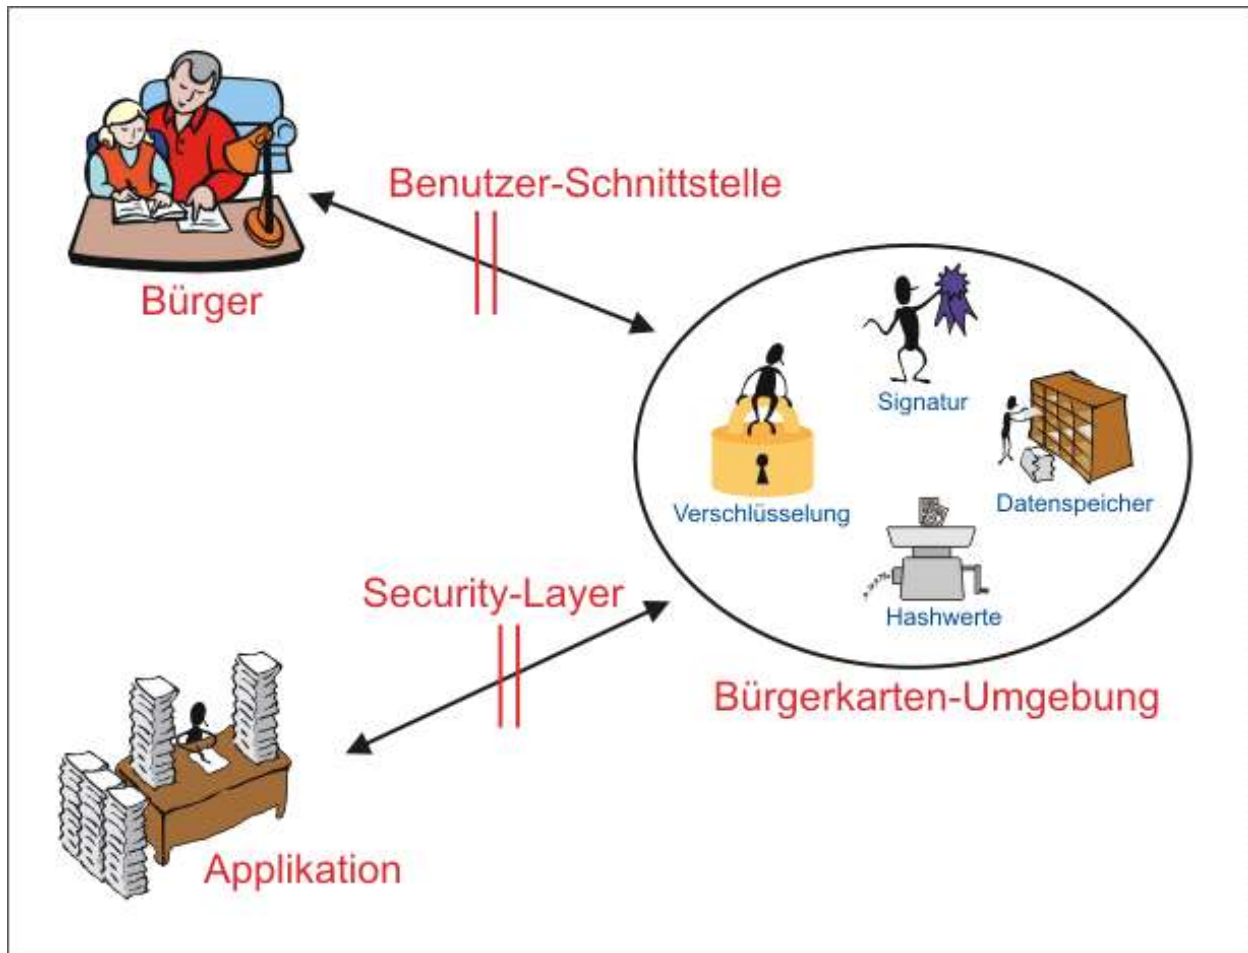 Benutzer-Schnittstelle
Bürger
Signatur
Verschlüsselung
Datenspeicher
Hashwerte
Security-Layer
Bürgerkarten-Umgebung
Applikation